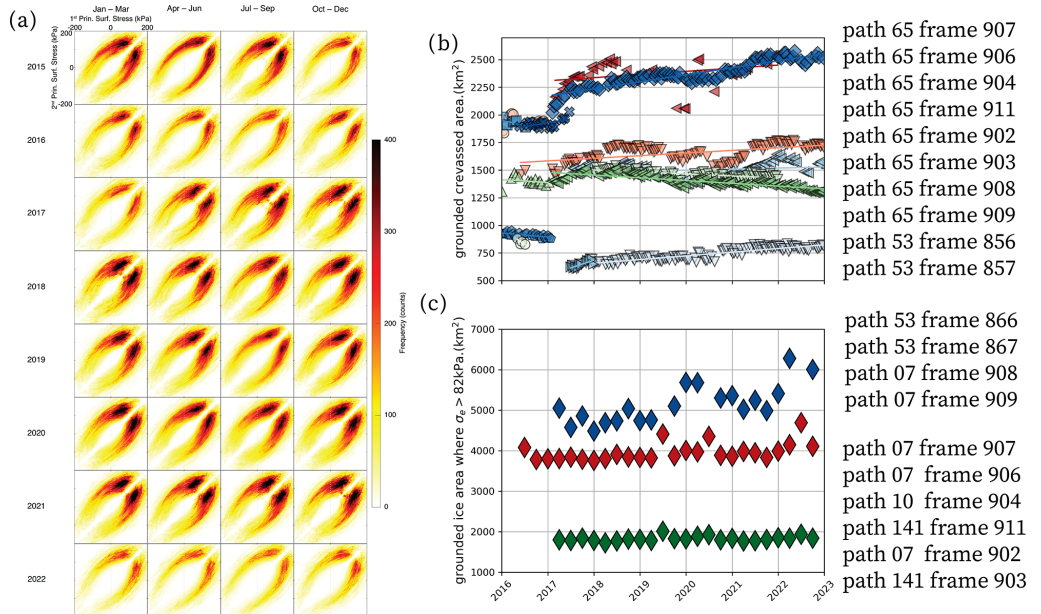 (a)
Jan – Mar
Apr – Jun
Jul – Sep
Oct – Dec
1st Prin. Surf. Stress (kPa)
-200
0
200
2nd Prin. Surf. Stress (kPa)
200
0
-200
2015
2016
2017
2018
2019
2020
2021
2022
400
300
200
100
0
Frequency (counts)
(b)
grounded crevassed area.(km²)
2500
2250
2000
1750
1500
1250
1000
750
500
(c)
grounded ice area where σₑ > 82kPa.(km²)
7000
6000
5000
4000
3000
2000
1000
2016
2017
2018
2019
2020
2021
2022
2023
path 65 frame 907
path 65 frame 906
path 65 frame 904
path 65 frame 911
path 65 frame 902
path 65 frame 903
path 65 frame 908
path 65 frame 909
path 53 frame 856
path 53 frame 857
path 53 frame 866
path 53 frame 867
path 07 frame 908
path 07 frame 909
path 07 frame 907
path 07 frame 906
path 10 frame 904
path 141 frame 911
path 07 frame 902
path 141 frame 903